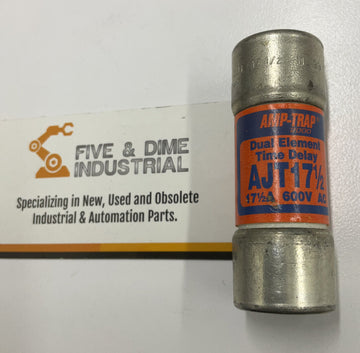 FIVE & DIME
INDUSTRIAL
Specializing in New, Used and Obsolete
Industrial & Automation Parts.
AMP-TRAP
2000
Dual Element
Time Delay
AJT17½
17½A 600V AC